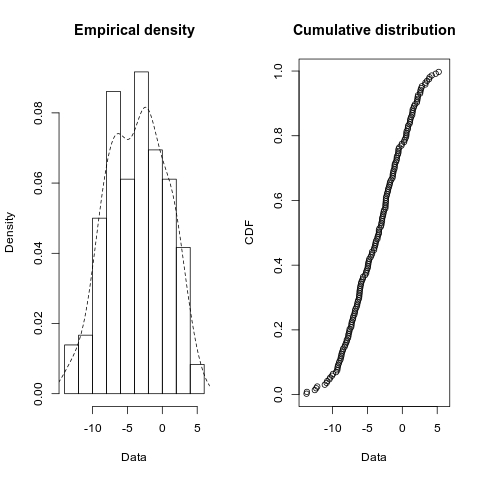 Empirical density
Density
0.00
0.02
0.04
0.06
0.08
-10 -5 0 5
Data
Cumulative distribution
CDF
0.0
0.2
0.4
0.6
0.8
1.0
-10 -5 0 5
Data